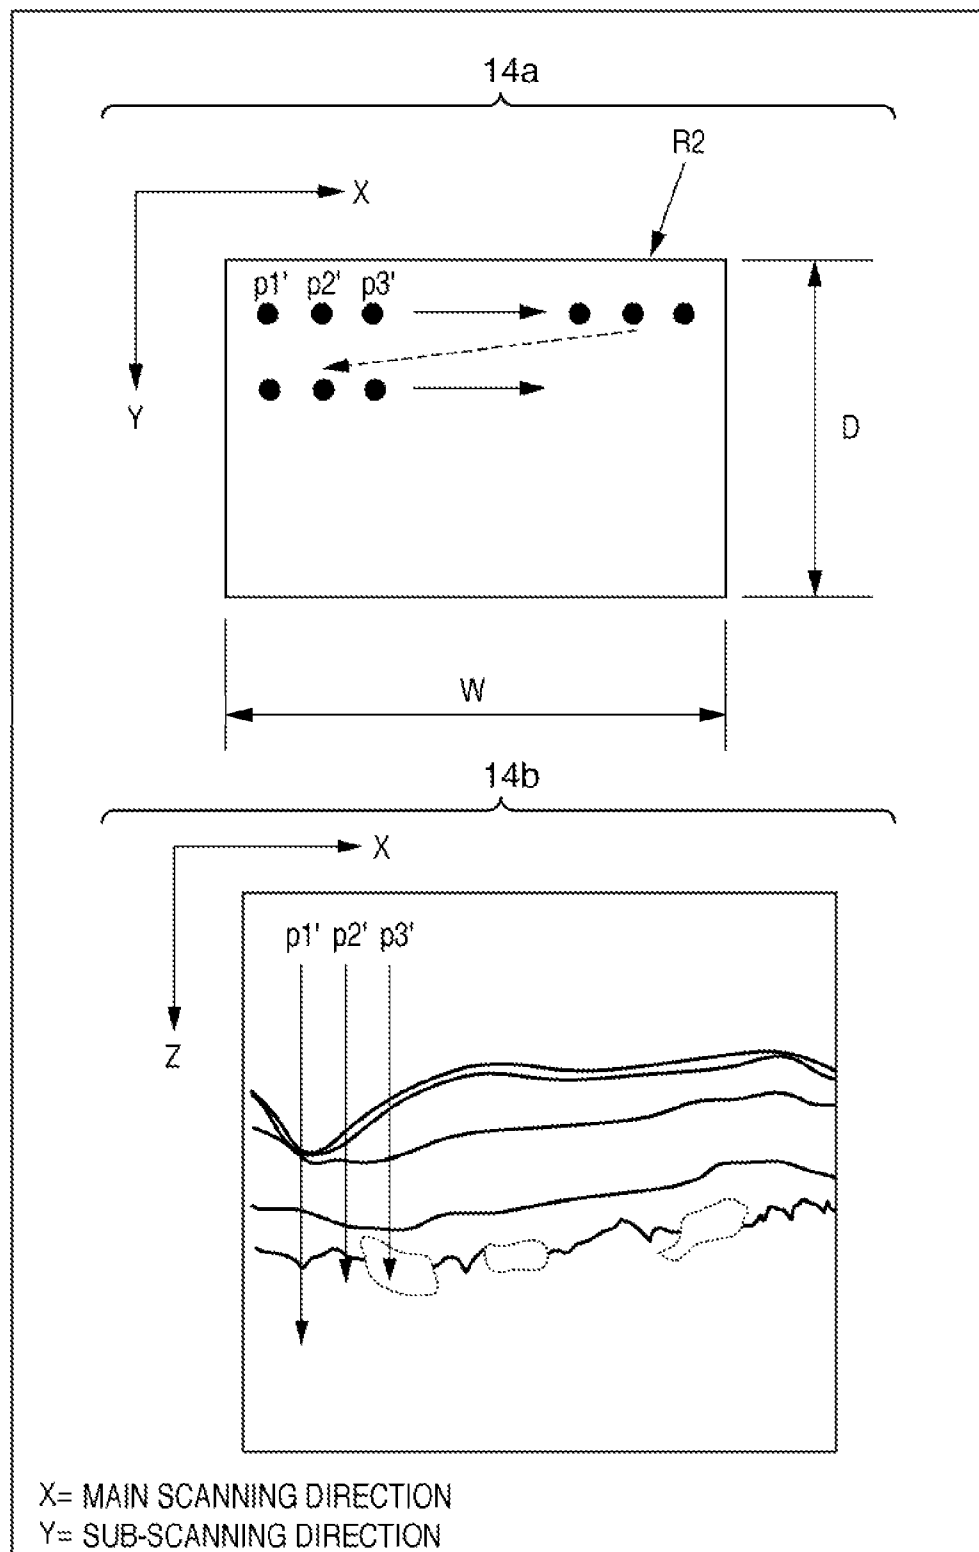 14a
R2
X
p1' p2' p3'
Y
D
W
14b
X
p1' p2' p3'
Z
X= MAIN SCANNING DIRECTION
Y= SUB-SCANNING DIRECTION